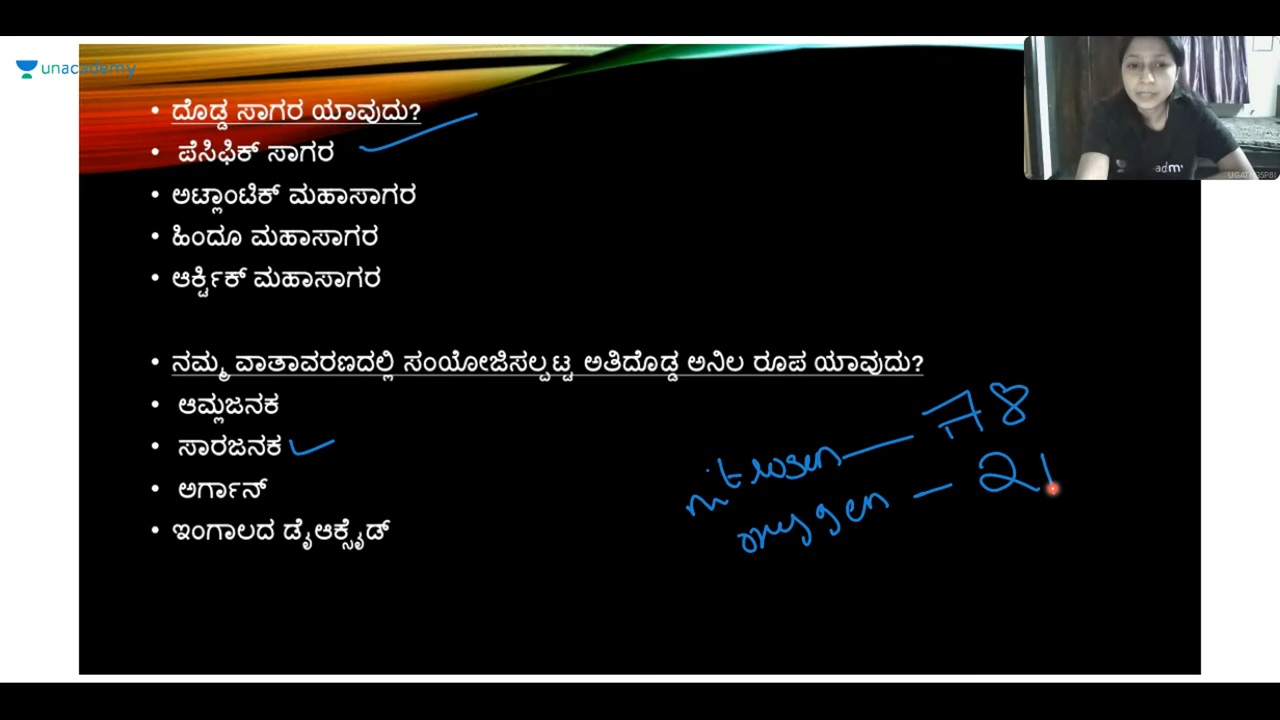 unacademy
ದೊಡ್ಡ ಸಾಗರ ಯಾವುದು?
ಪೆಸಿಫಿಕ್ ಸಾಗರ
ಅಟ್ಲಾಂಟಿಕ್ ಮಹಾಸಾಗರ
ಹಿಂದೂ ಮಹಾಸಾಗರ
ಆರ್ಕ್ಟಿಕ್ ಮಹಾಸಾಗರ
ನಮ್ಮ ವಾತಾವರಣದಲ್ಲಿ ಸಂಯೋಜಿಸಲ್ಪಟ್ಟ ಅತಿದೊಡ್ಡ ಅನಿಲ ರೂಪ ಯಾವುದು?
ಆಮ್ಲಜನಕ
ಸಾರಜನಕ
ಅರ್ಗಾನ್
ಇಂಗಾಲದ ಡೈಆಕ್ಸೈಡ್
nitrogen — 78
oxygen — 21